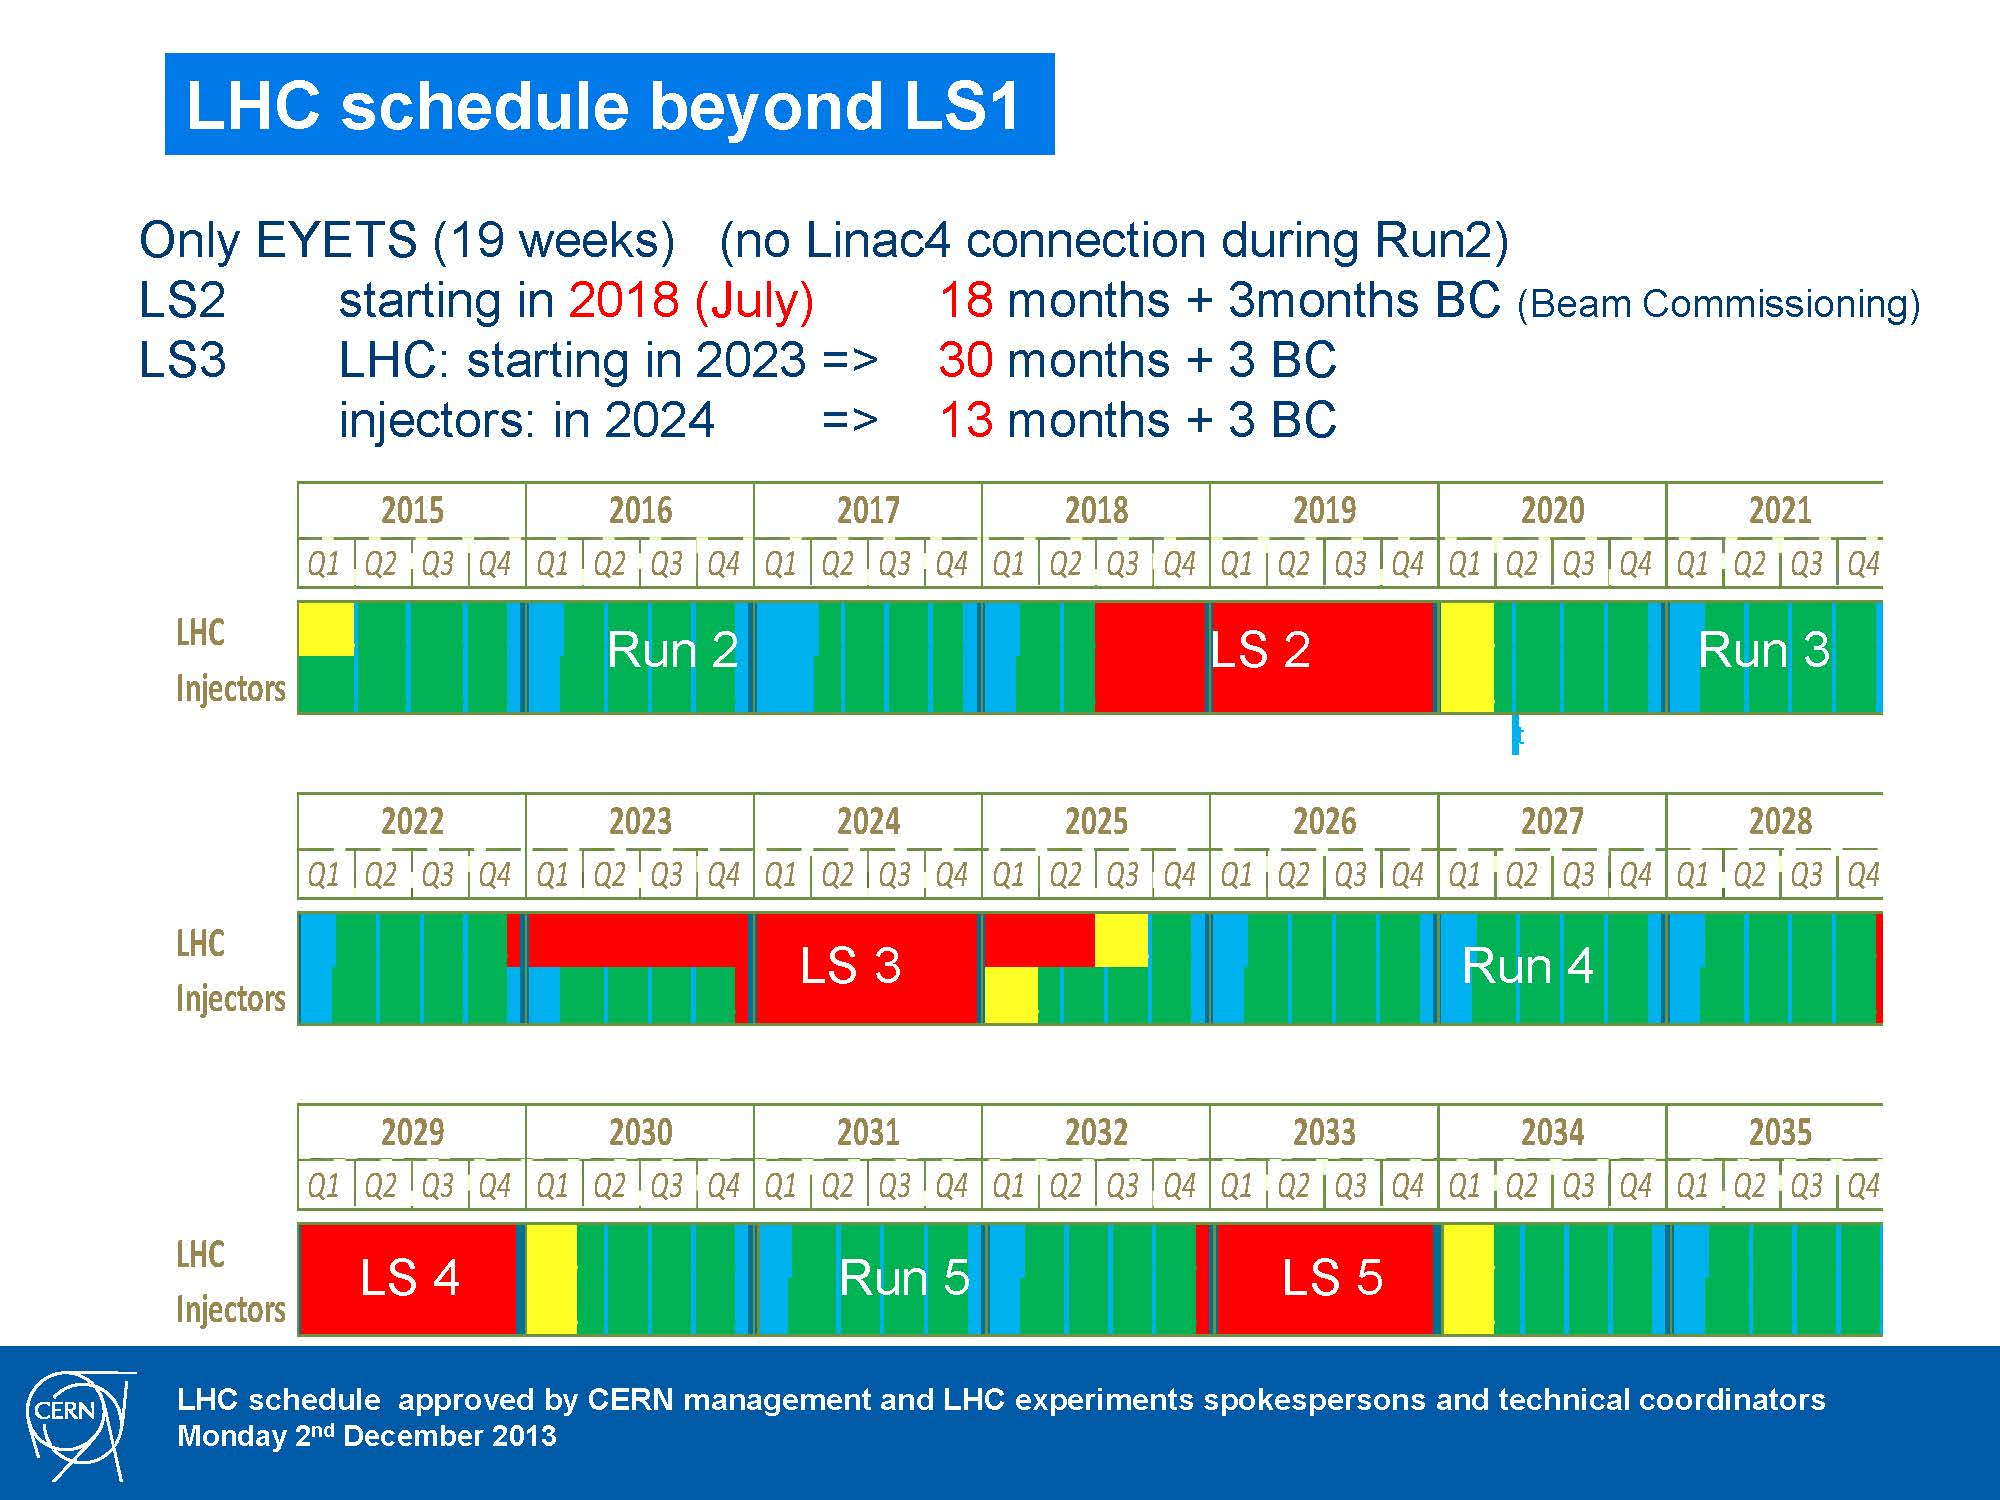 LHC schedule beyond LS1
Only EYETS (19 weeks) (no Linac4 connection during Run2)
LS2 starting in 2018 (July) 18 months + 3months BC (Beam Commissioning)
LS3 LHC: starting in 2023 => 30 months + 3 BC
injectors: in 2024 => 13 months + 3 BC
2015 2016 2017 2018 2019 2020 2021
Q1 Q2 Q3 Q4 Q1 Q2 Q3 Q4 Q1 Q2 Q3 Q4 Q1 Q2 Q3 Q4 Q1 Q2 Q3 Q4 Q1 Q2 Q3 Q4 Q1 Q2 Q3 Q4
LHC
Run 2 LS 2 Run 3
Injectors
2022 2023 2024 2025 2026 2027 2028
Q1 Q2 Q3 Q4 Q1 Q2 Q3 Q4 Q1 Q2 Q3 Q4 Q1 Q2 Q3 Q4 Q1 Q2 Q3 Q4 Q1 Q2 Q3 Q4 Q1 Q2 Q3 Q4
LHC
LS 3 Run 4
Injectors
2029 2030 2031 2032 2033 2034 2035
Q1 Q2 Q3 Q4 Q1 Q2 Q3 Q4 Q1 Q2 Q3 Q4 Q1 Q2 Q3 Q4 Q1 Q2 Q3 Q4 Q1 Q2 Q3 Q4 Q1 Q2 Q3 Q4
LHC
LS 4 Run 5 LS 5
Injectors
CERN
LHC schedule approved by CERN management and LHC experiments spokespersons and technical coordinators
Monday 2nd December 2013